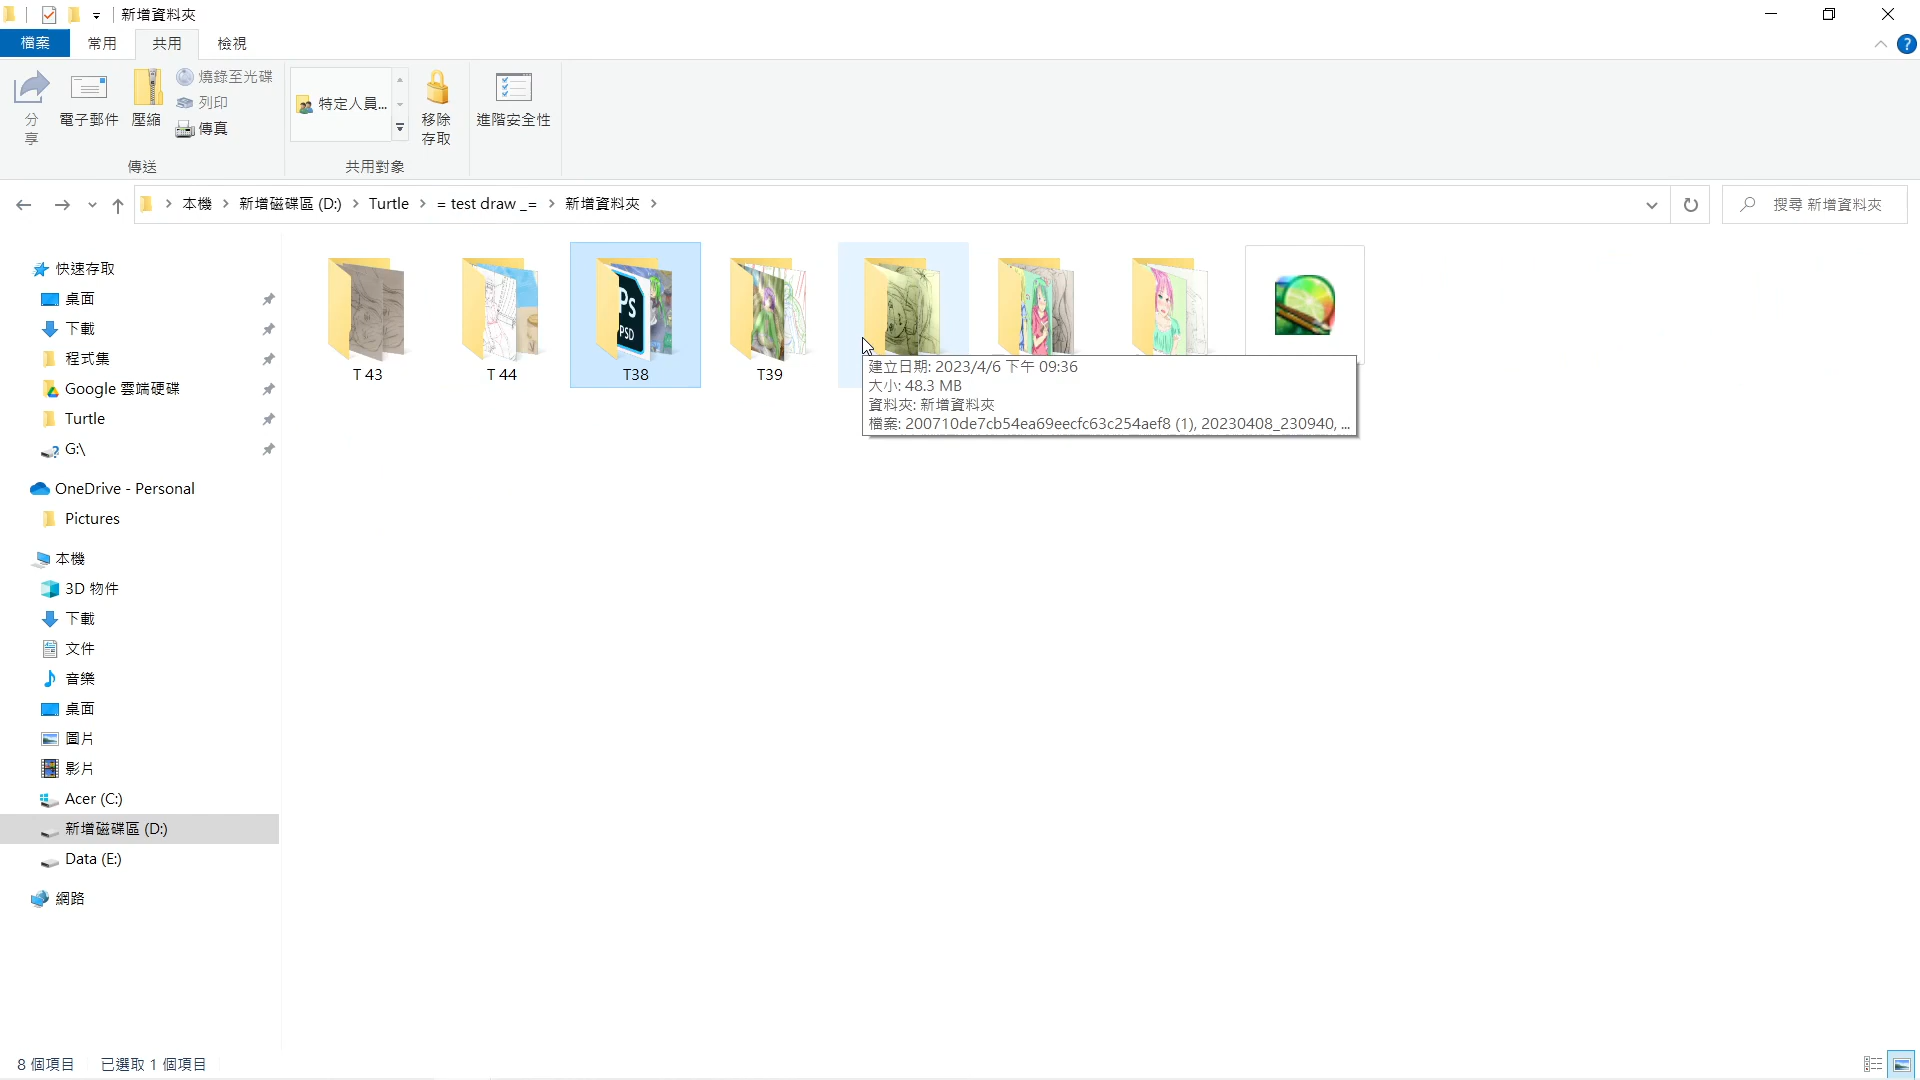 新增資料夾
檔案
常用
共用
檢視
分享
電子郵件
壓縮
燒錄至光碟
列印
傳真
傳送
特定人員...
共用對象
移除
存取
進階安全性
本機
新增磁碟區 (D:)
Turtle
= test draw _=
新增資料夾
搜尋 新增資料夾
快速存取
桌面
下載
程式集
Google 雲端硬碟
Turtle
G:\
OneDrive - Personal
Pictures
本機
3D 物件
下載
文件
音樂
桌面
圖片
影片
Acer (C:)
新增磁碟區 (D:)
Data (E:)
網路
T 43
T 44
Ps
PSD
T38
T39
建立日期: 2023/4/6 下午 09:36
大小: 48.3 MB
資料夾: 新增資料夾
檔案: 200710de7cb54ea69eecfc63c254aef8 (1), 20230408_230940, ...
8 個項目
已選取 1 個項目